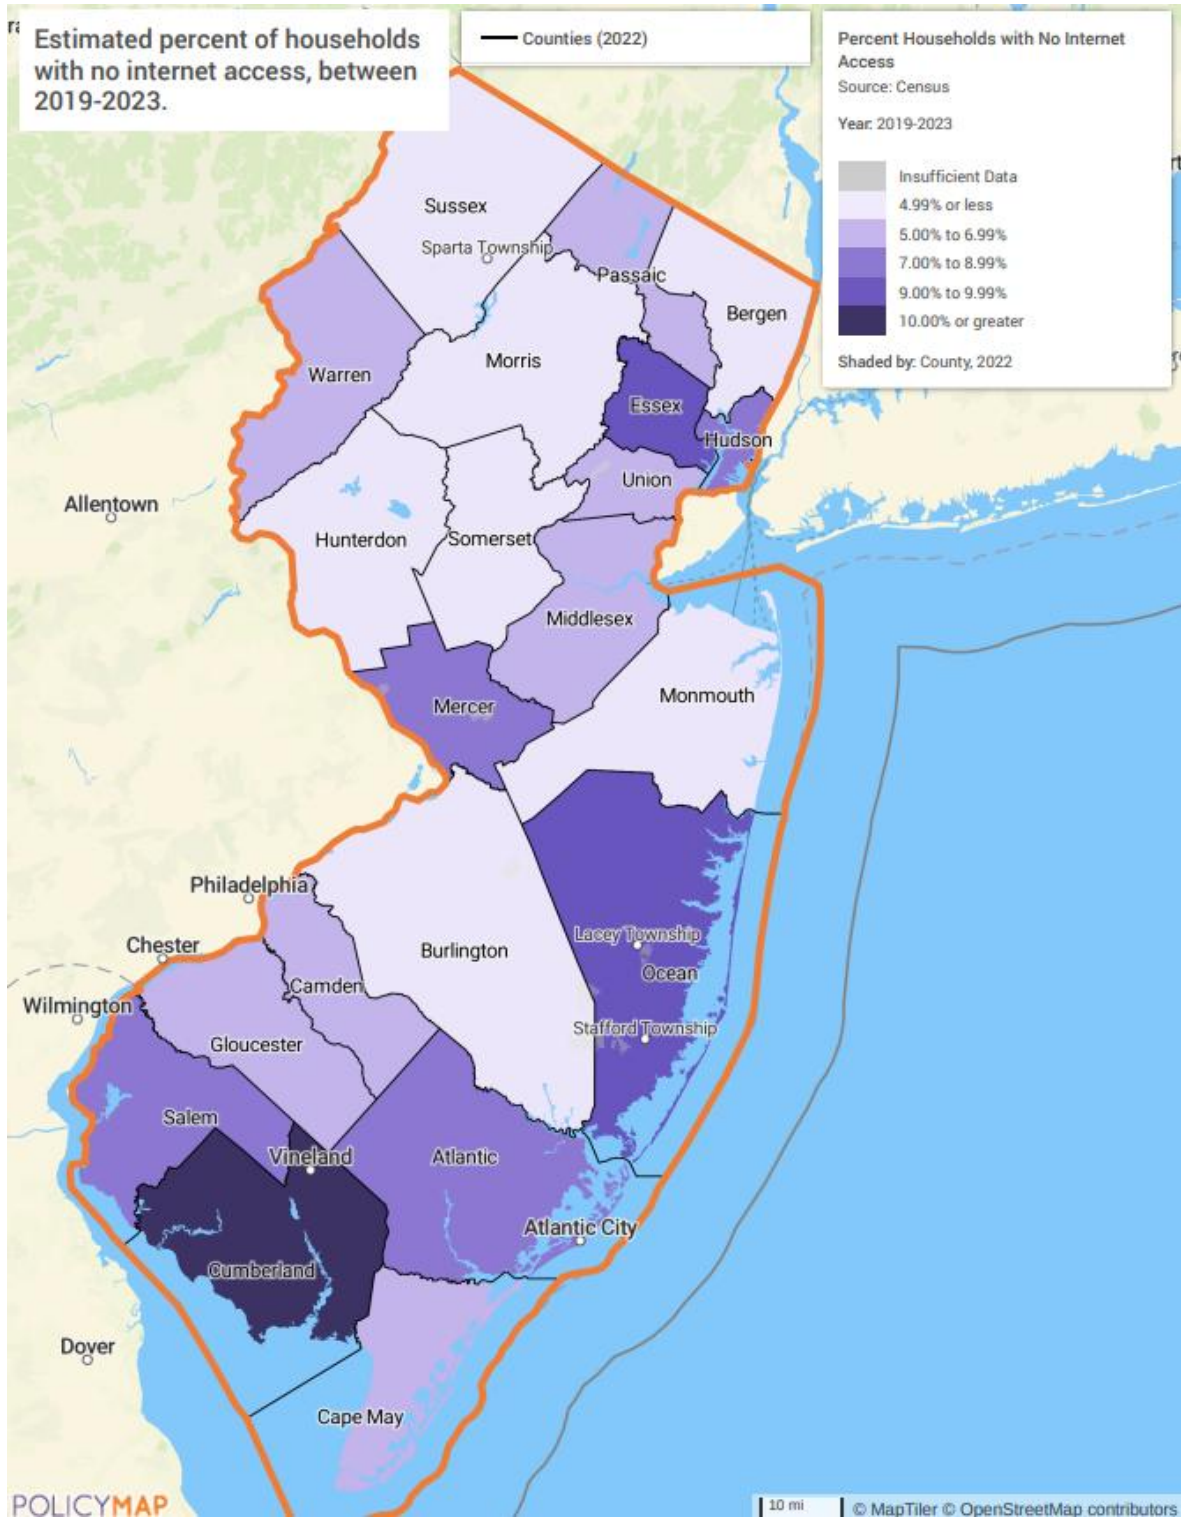 Estimated percent of households
with no internet access, between
2019-2023.
Counties (2022)
Percent Households with No Internet
Access
Source: Census
Year: 2019-2023
Insufficient Data
4.99% or less
5.00% to 6.99%
7.00% to 8.99%
9.00% to 9.99%
10.00% or greater
Shaded by: County, 2022
Sussex
Sparta Township
Passaic
Bergen
Morris
Warren
Essex
Hudson
Union
Allentown
Hunterdon
Somerset
Middlesex
Monmouth
Mercer
Philadelphia
Lacey Township
Chester
Burlington
Ocean
Camden
Wilmington
Stafford Township
Gloucester
Salem
Vineland
Atlantic
Atlantic City
Cumberland
Dover
Cape May
POLICYMAP
10 mi
© MapTiler © OpenStreetMap contributors